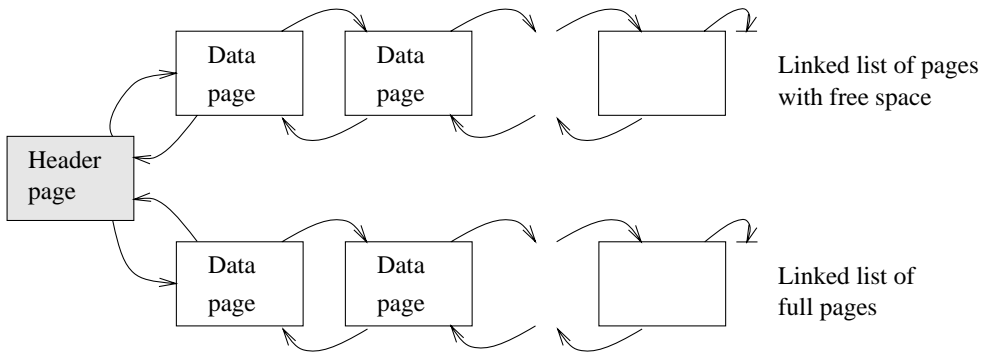 Data
page
Data
page
Linked list of pages
with free space
Header
page
Data
page
Data
page
Linked list of
full pages